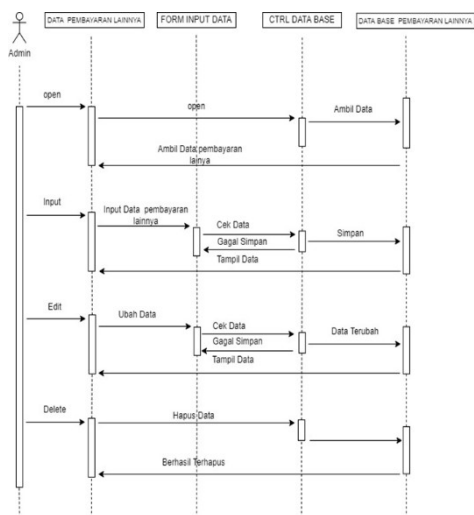 DATA PEMBAYARAN LAINNYA
FORM INPUT DATA
CTRL DATA BASE
DATA BASE PEMBAYARAN LAINNYA
Admin
open
open
Ambil Data
Ambil Data pembayaran
lainya
Input
Input Data pembayaran
lainnya
Cek Data
Gagal Simpan
Simpan
Tampil Data
Edit
Ubah Data
Cek Data
Gagal Simpan
Data Terubah
Tampil Data
Delete
Hapus Data
Berhasil Terhapus